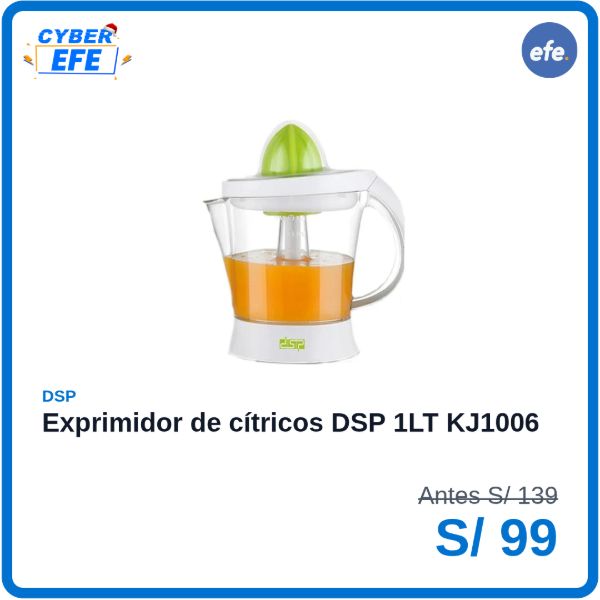 CYBER
EFE
efe.
dsp
DSP
Exprimidor de cítricos DSP 1LT KJ1006
Antes S/ 139
S/ 99